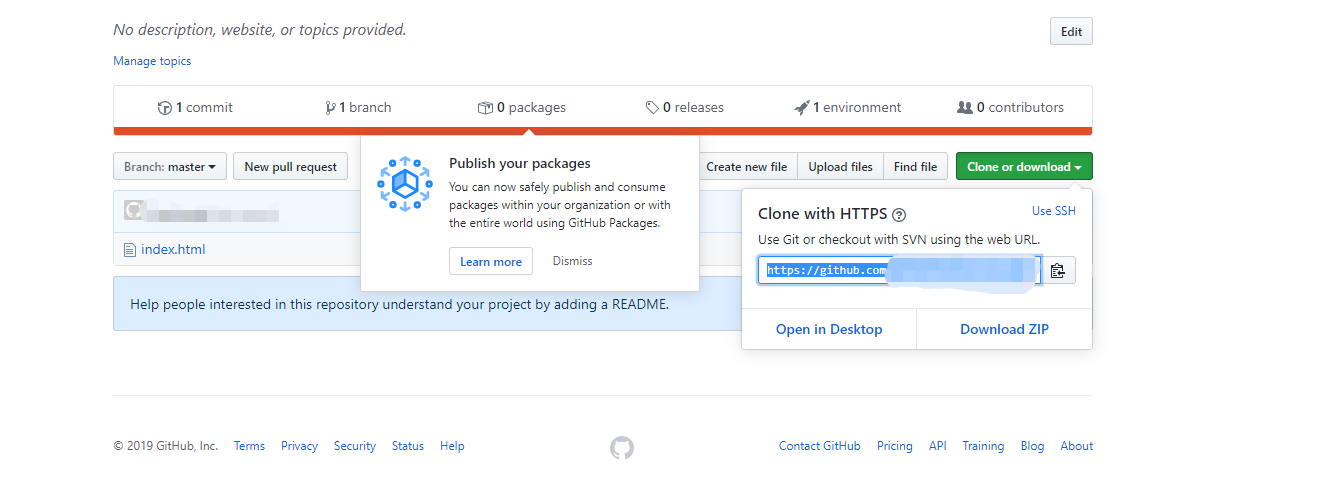 No description, website, or topics provided.
Edit
Manage topics
1 commit
1 branch
0 packages
0 releases
1 environment
0 contributors
Branch: master
New pull request
Create new file
Upload files
Find file
Clone or download
Publish your packages
You can now safely publish and consume
packages within your organization or with
the entire world using GitHub Packages.
Learn more
Dismiss
Clone with HTTPS
Use SSH
Use Git or checkout with SVN using the web URL.
https://github.com
Open in Desktop
Download ZIP
index.html
Help people interested in this repository understand your project by adding a README.
© 2019 GitHub, Inc.
Terms
Privacy
Security
Status
Help
Contact GitHub
Pricing
API
Training
Blog
About